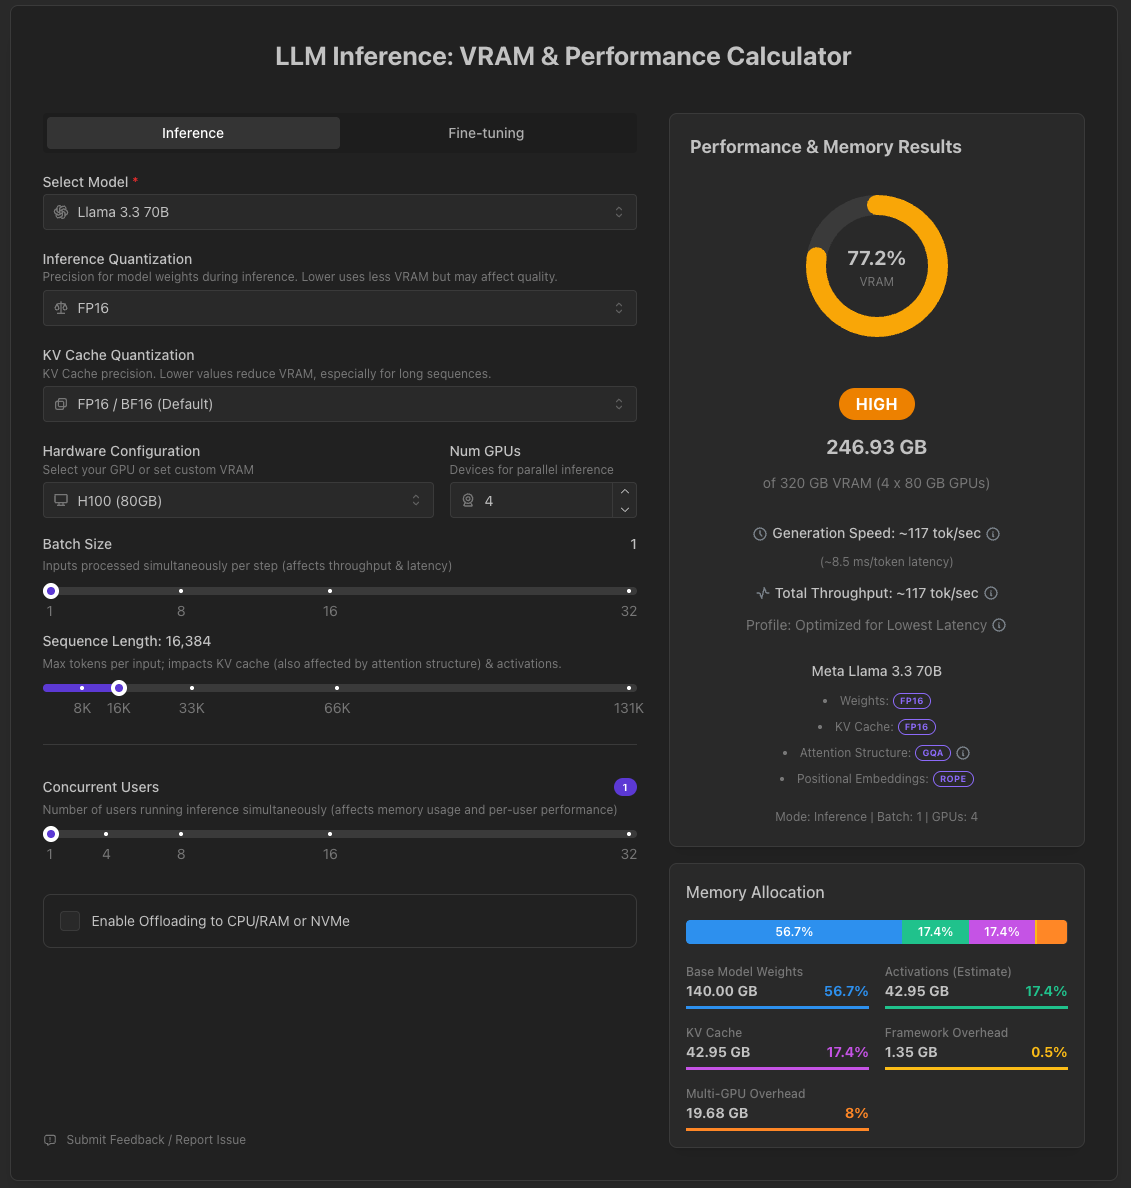 LLM Inference: VRAM & Performance Calculator
Inference
Fine-tuning
Select Model *
Llama 3.3 70B
Inference Quantization
Precision for model weights during inference. Lower uses less VRAM but may affect quality.
FP16
KV Cache Quantization
KV Cache precision. Lower values reduce VRAM, especially for long sequences.
FP16 / BF16 (Default)
Hardware Configuration
Select your GPU or set custom VRAM
H100 (80GB)
Num GPUs
Devices for parallel inference
4
Batch Size
1
Inputs processed simultaneously per step (affects throughput & latency)
1 8 16 32
Sequence Length: 16,384
Max tokens per input; impacts KV cache (also affected by attention structure) & activations.
8K 16K 33K 66K 131K
Concurrent Users
1
Number of users running inference simultaneously (affects memory usage and per-user performance)
1 4 8 16 32
Enable Offloading to CPU/RAM or NVMe
Submit Feedback / Report Issue
Performance & Memory Results
77.2%
VRAM
HIGH
246.93 GB
of 320 GB VRAM (4 x 80 GB GPUs)
Generation Speed: ~117 tok/sec
(~8.5 ms/token latency)
Total Throughput: ~117 tok/sec
Profile: Optimized for Lowest Latency
Meta Llama 3.3 70B
• Weights: FP16
• KV Cache: FP16
• Attention Structure: GQA
• Positional Embeddings: ROPE
Mode: Inference | Batch: 1 | GPUs: 4
Memory Allocation
56.7% 17.4% 17.4%
Base Model Weights
140.00 GB 56.7%
Activations (Estimate)
42.95 GB 17.4%
KV Cache
42.95 GB 17.4%
Framework Overhead
1.35 GB 0.5%
Multi-GPU Overhead
19.68 GB 8%